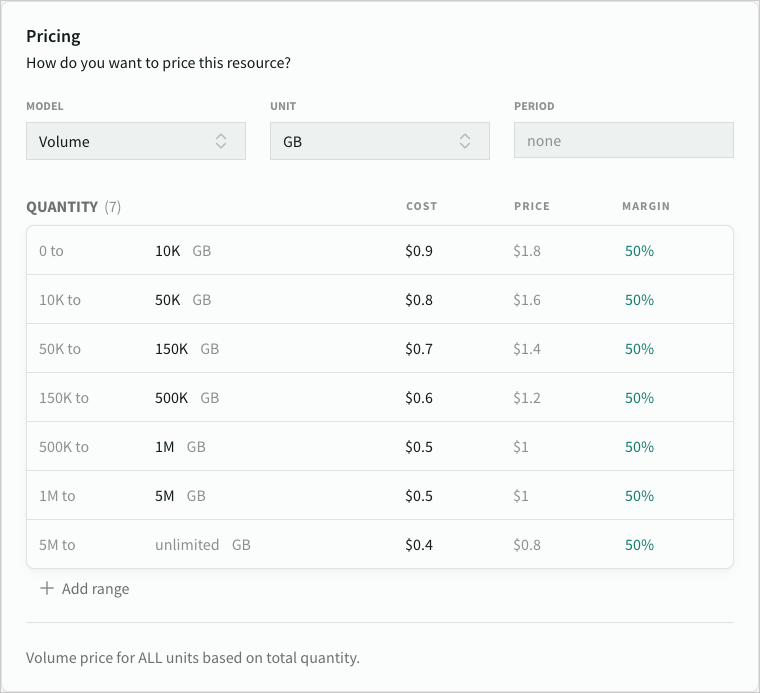 Pricing
How do you want to price this resource?
MODEL UNIT PERIOD
Volume GB none
QUANTITY (7) COST PRICE MARGIN
0 to 10K GB $0.9 $1.8 50%
10K to 50K GB $0.8 $1.6 50%
50K to 150K GB $0.7 $1.4 50%
150K to 500K GB $0.6 $1.2 50%
500K to 1M GB $0.5 $1 50%
1M to 5M GB $0.5 $1 50%
5M to unlimited GB $0.4 $0.8 50%
Add range
Volume price for ALL units based on total quantity.